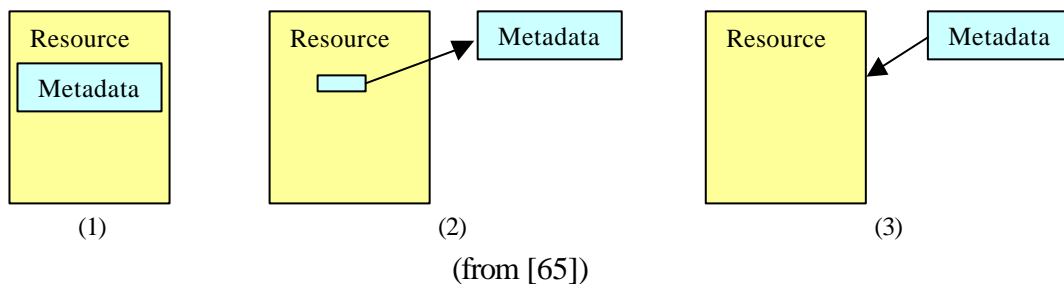 Resource
Metadata
(1)
Resource
Metadata
(2)
Resource
Metadata
(3)
(from [65])